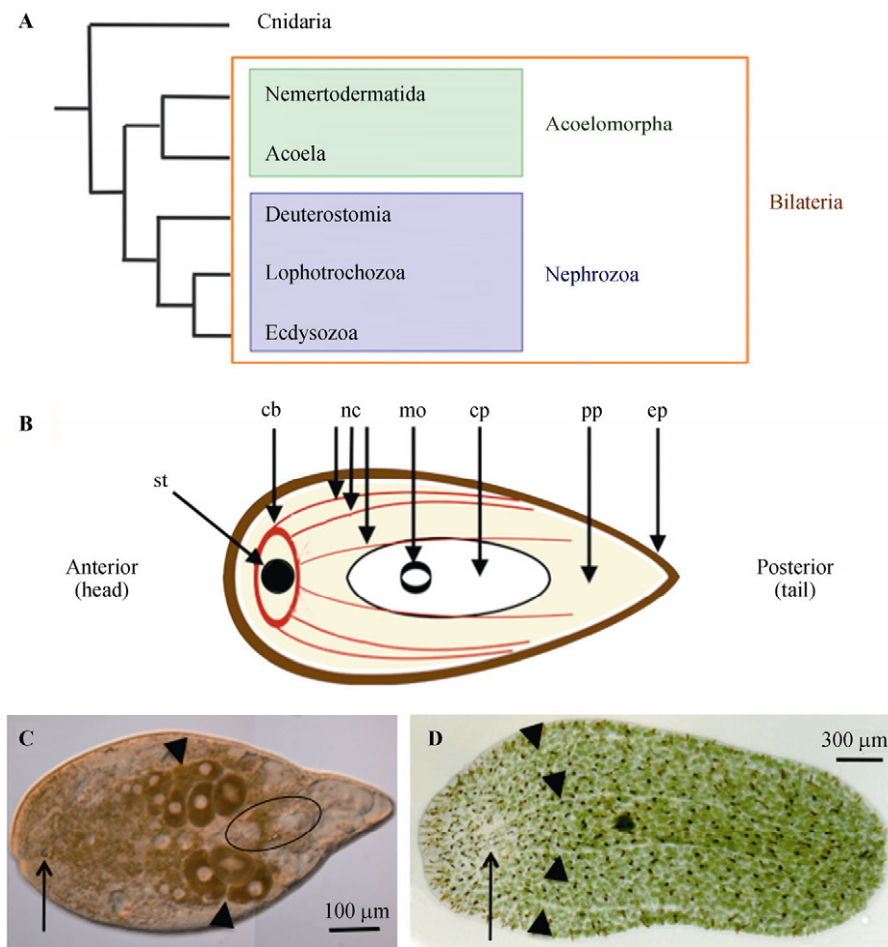 A
Cnidaria
Nemertodermatida
Acoelomorpha
Acoela
Bilateria
Deuterostomia
Lophotrochozoa
Nephrozoa
Ecdysozoa
B
cb nc mo cp pp ep
st
Anterior
(head)
Posterior
(tail)
C
100 μm
D
300 μm